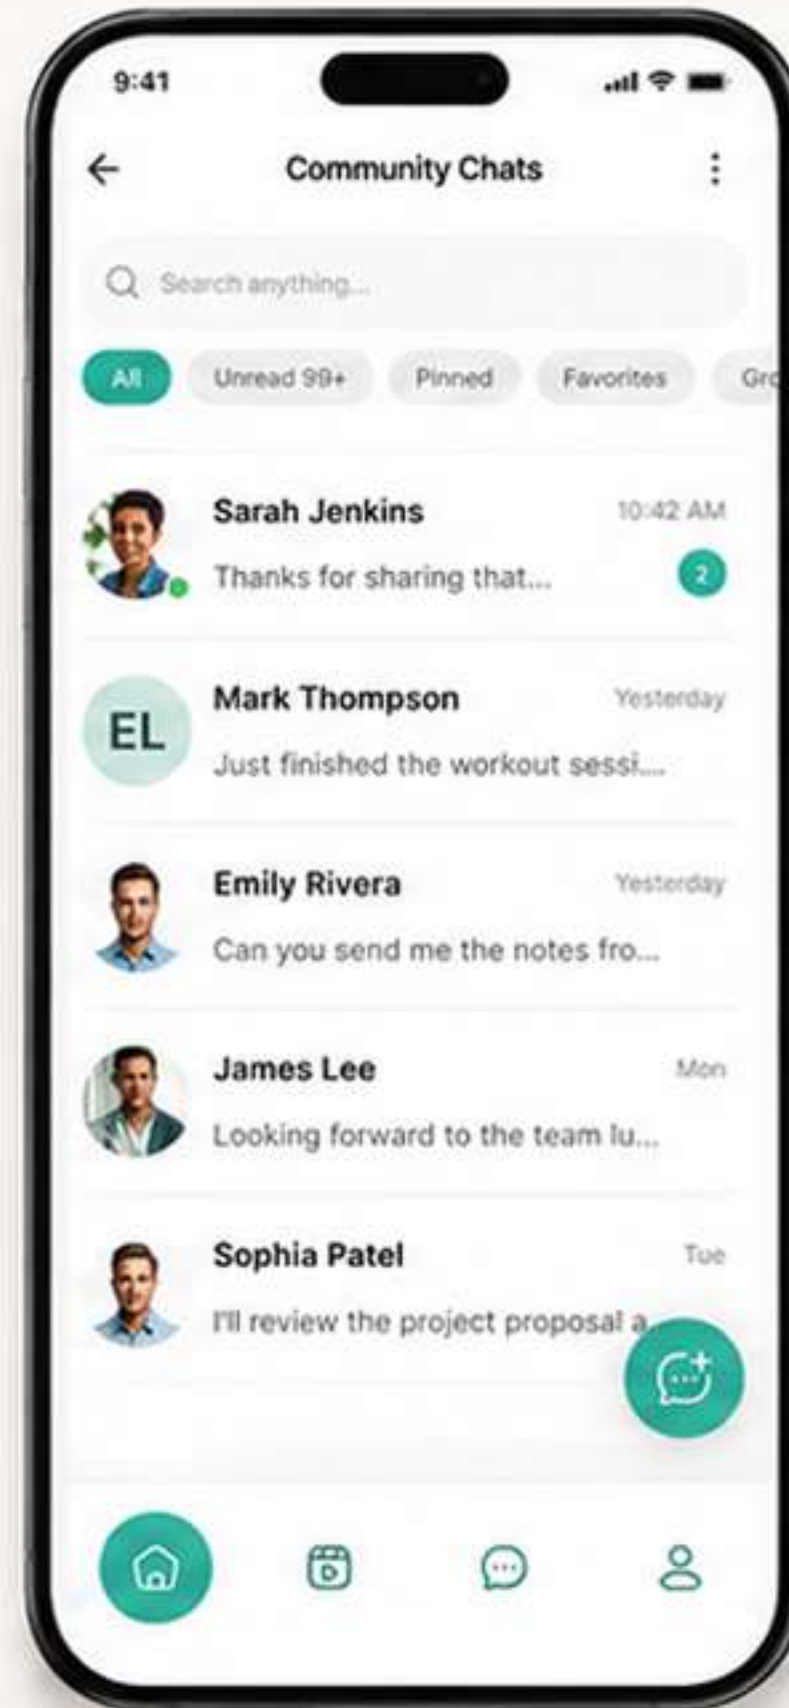 9:41
Community Chats
Search anything...
All Unread 99+ Pinned Favorites Gro
Sarah Jenkins 10:42 AM
Thanks for sharing that... 2
EL Mark Thompson Yesterday
Just finished the workout sessi....
Emily Rivera Yesterday
Can you send me the notes fro...
James Lee Mon
Looking forward to the team lu...
Sophia Patel Tue
I'll review the project proposal a...